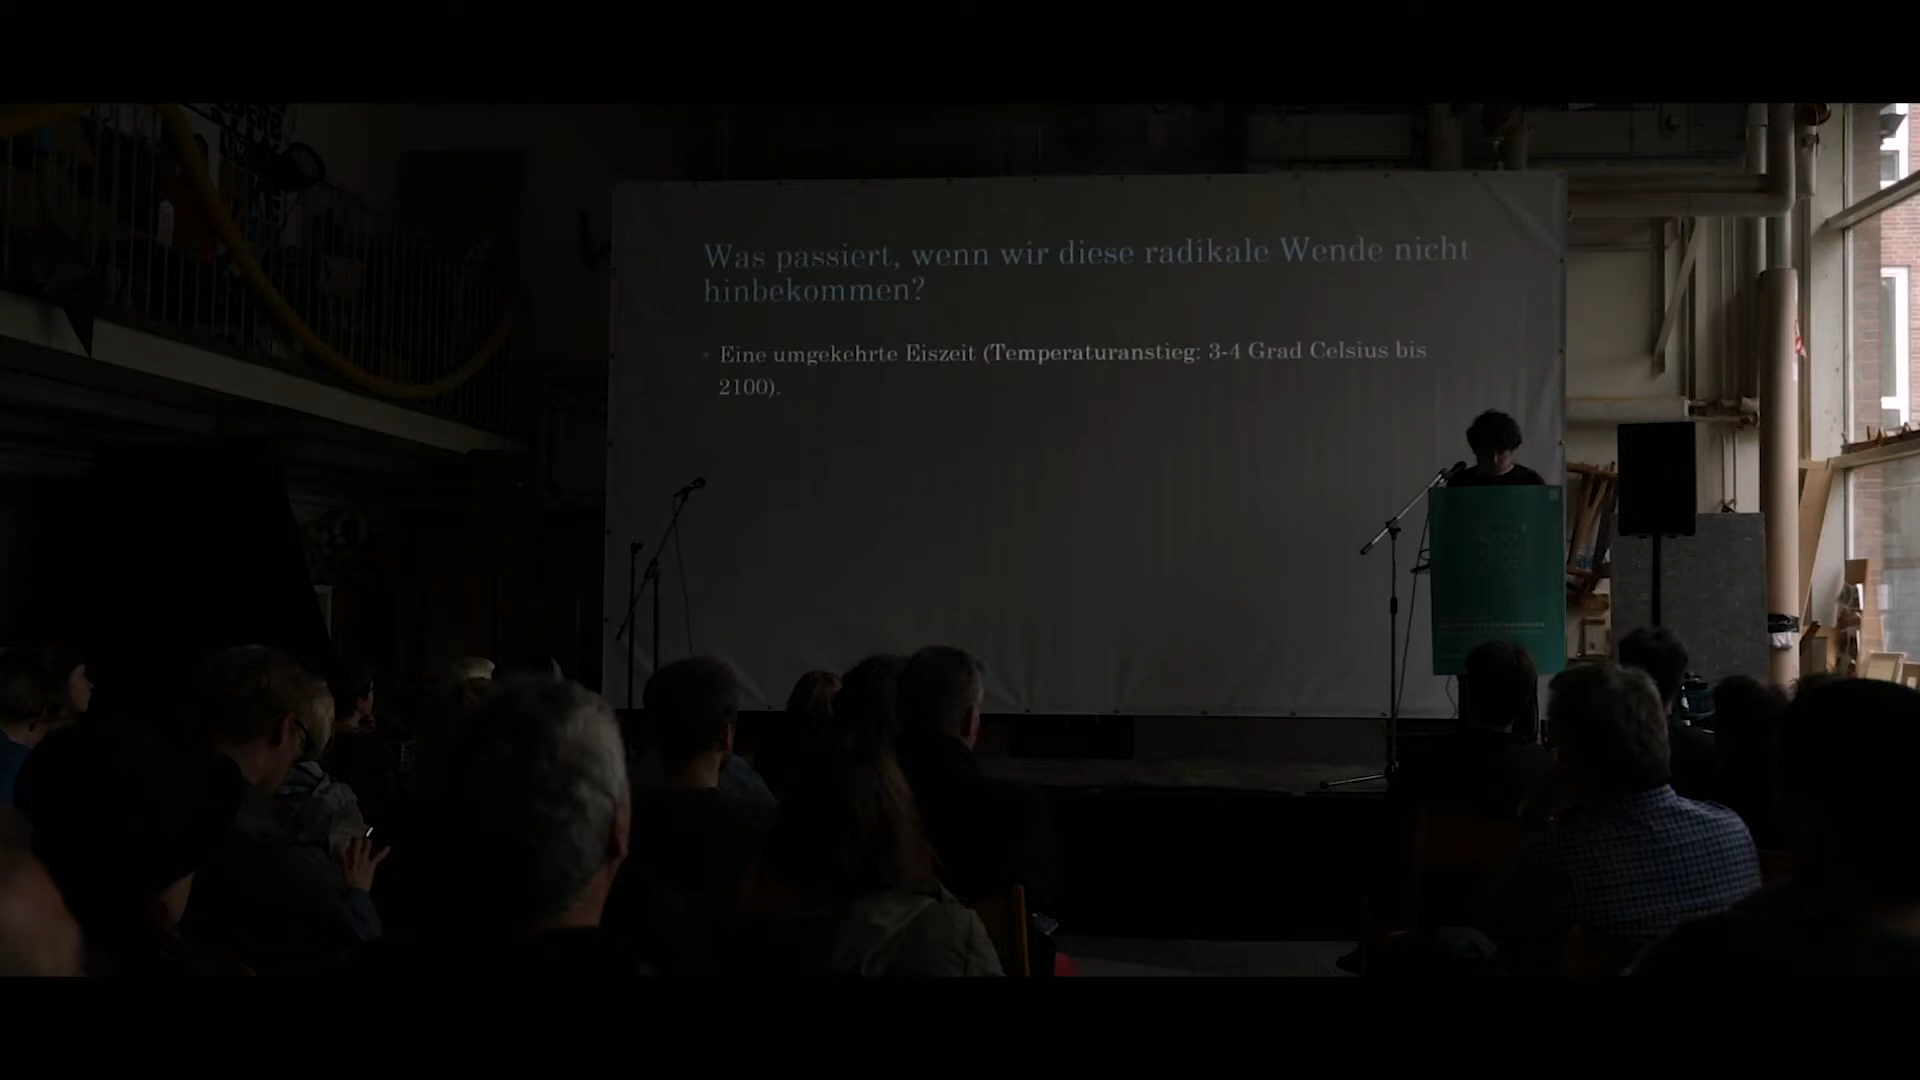 Was passiert, wenn wir diese radikale Wende nicht
hinbekommen?
Eine umgekehrte Eiszeit (Temperaturanstieg: 3-4 Grad Celsius bis
2100).